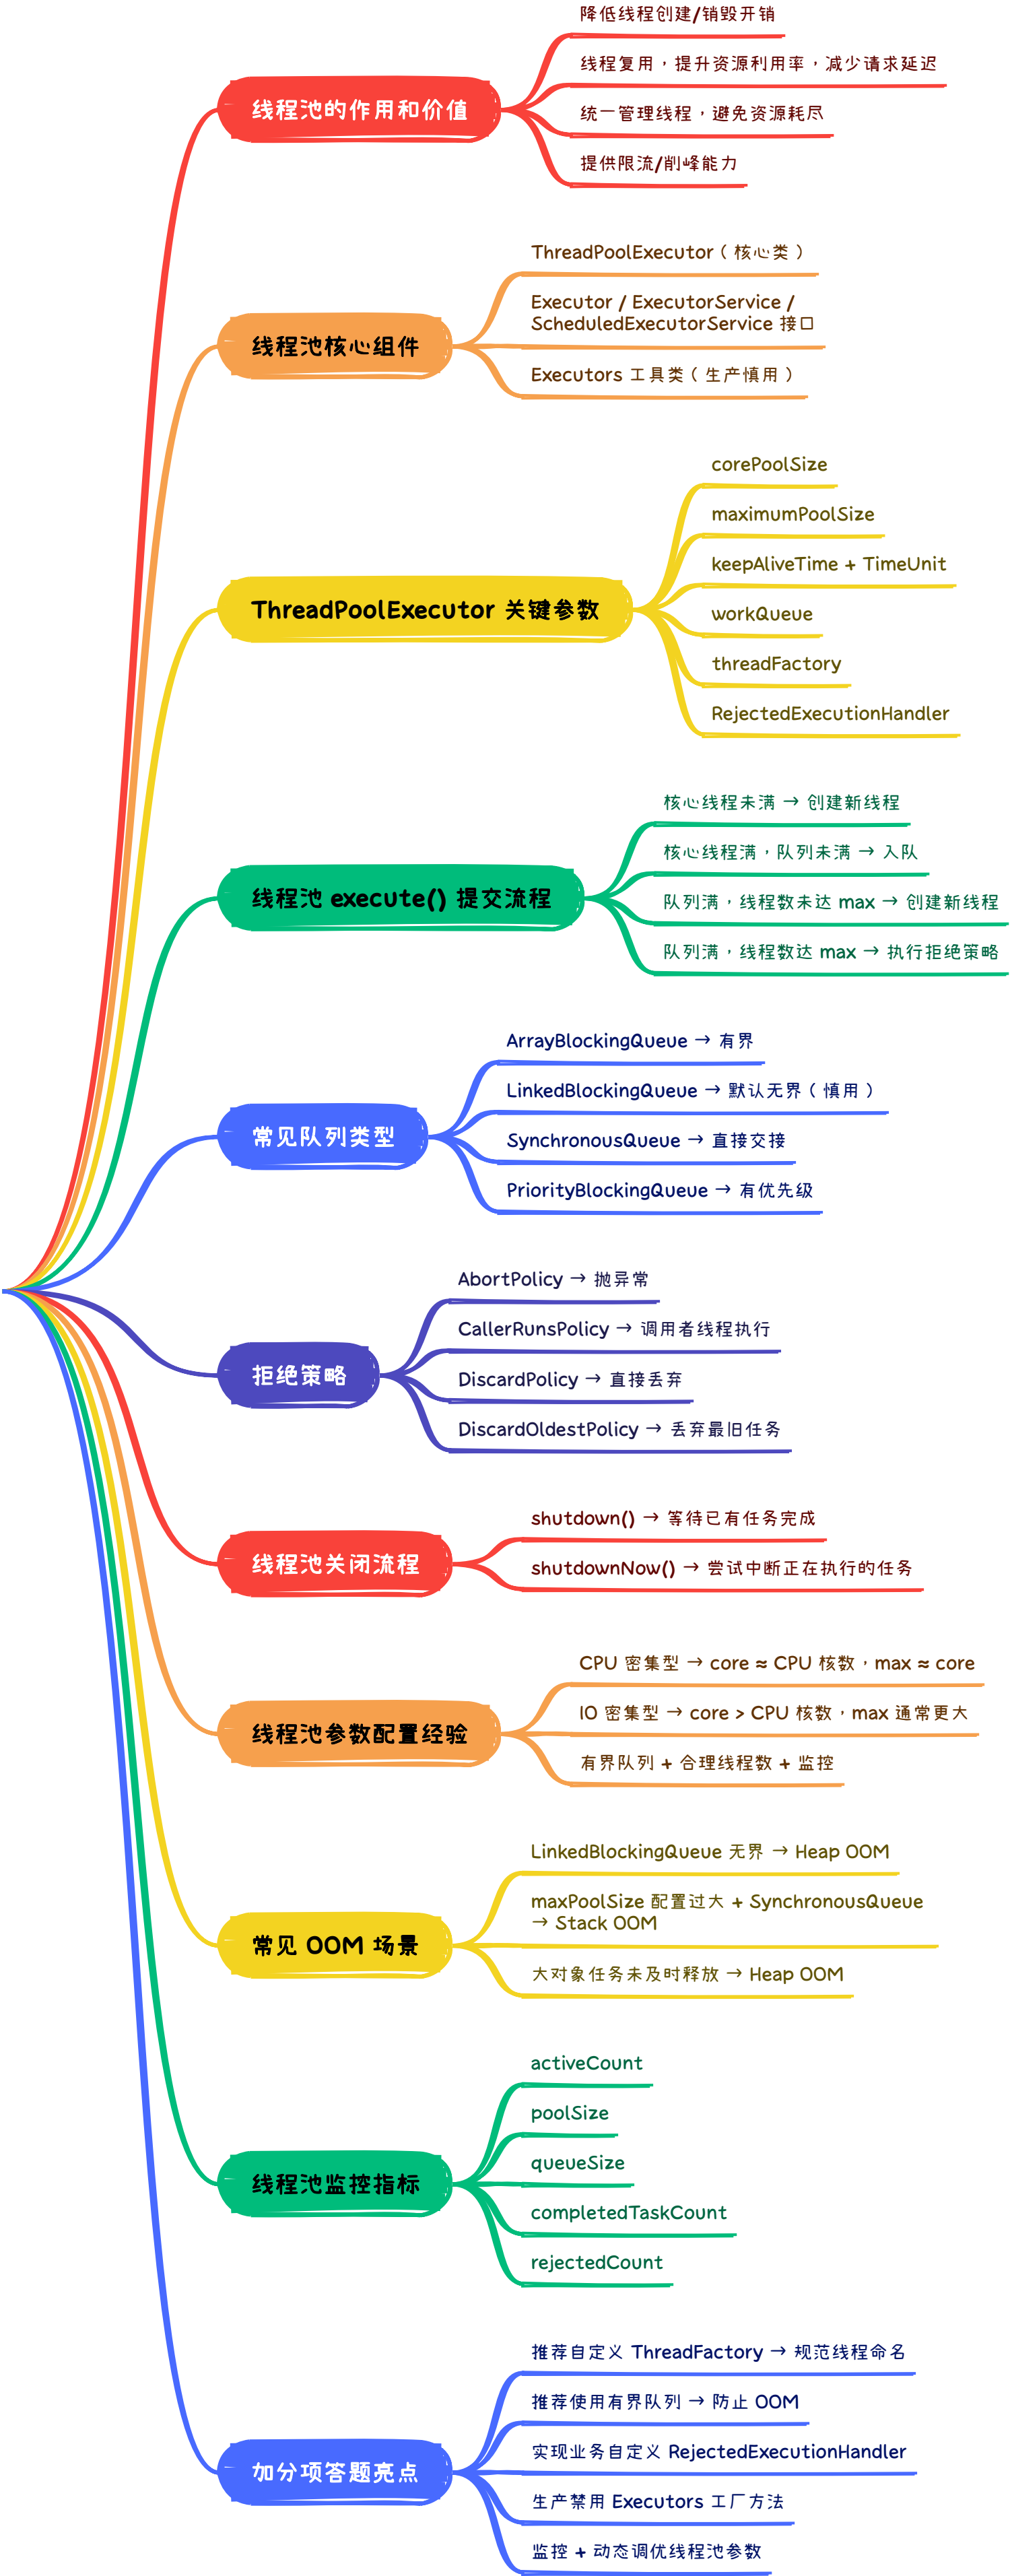 线程池的作用和价值
降低线程创建/销毁开销
线程复用，提升资源利用率，减少请求延迟
统一管理线程，避免资源耗尽
提供限流/削峰能力
线程池核心组件
ThreadPoolExecutor（核心类）
Executor / ExecutorService /
ScheduledExecutorService 接口
Executors 工具类（生产慎用）
ThreadPoolExecutor 关键参数
corePoolSize
maximumPoolSize
keepAliveTime + TimeUnit
workQueue
threadFactory
RejectedExecutionHandler
线程池 execute() 提交流程
核心线程未满 → 创建新线程
核心线程满，队列未满 → 入队
队列满，线程数未达 max → 创建新线程
队列满，线程数达 max → 执行拒绝策略
常见队列类型
ArrayBlockingQueue → 有界
LinkedBlockingQueue → 默认无界（慎用）
SynchronousQueue → 直接交接
PriorityBlockingQueue → 有优先级
拒绝策略
AbortPolicy → 抛异常
CallerRunsPolicy → 调用者线程执行
DiscardPolicy → 直接丢弃
DiscardOldestPolicy → 丢弃最旧任务
线程池关闭流程
shutdown() → 等待已有任务完成
shutdownNow() → 尝试中断正在执行的任务
线程池参数配置经验
CPU 密集型 → core ≈ CPU 核数，max ≈ core
IO 密集型 → core > CPU 核数，max 通常更大
有界队列 + 合理线程数 + 监控
常见 OOM 场景
LinkedBlockingQueue 无界 → Heap OOM
maxPoolSize 配置过大 + SynchronousQueue
→ Stack OOM
大对象任务未及时释放 → Heap OOM
线程池监控指标
activeCount
poolSize
queueSize
completedTaskCount
rejectedCount
加分项答题亮点
推荐自定义 ThreadFactory → 规范线程命名
推荐使用有界队列 → 防止 OOM
实现业务自定义 RejectedExecutionHandler
生产禁用 Executors 工厂方法
监控 + 动态调优线程池参数